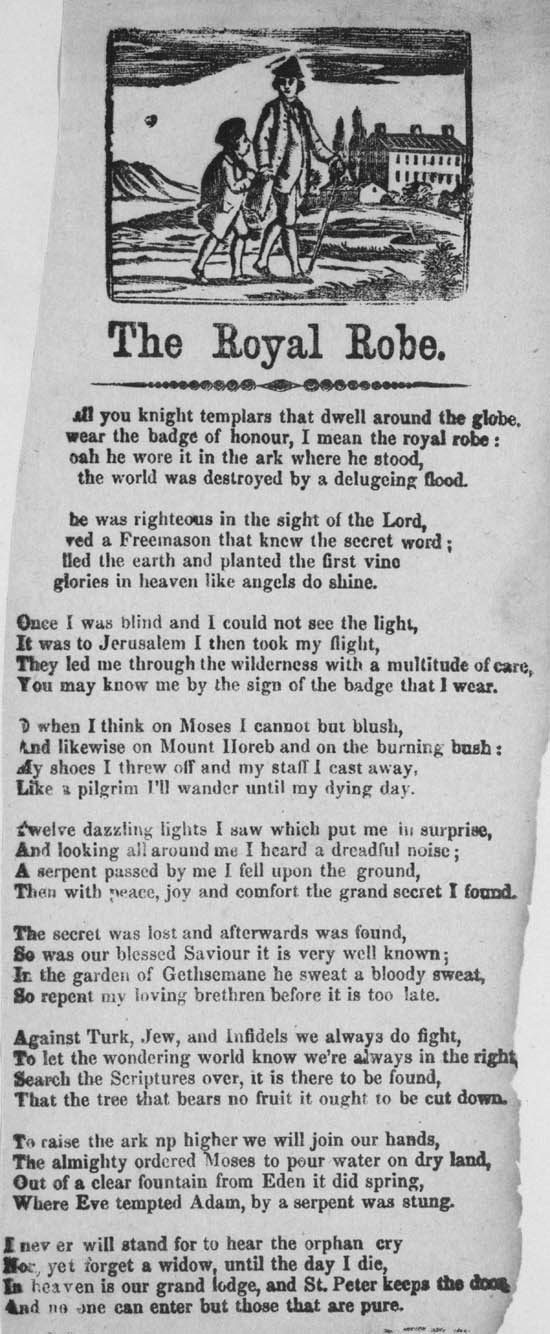 The Royal Robe.
All you knight templars that dwell around the globe,
wear the badge of honour, I mean the royal robe :
oah he wore it in the ark where he stood,
the world was destroyed by a delugeing flood.
he was righteous in the sight of the Lord,
ved a Freemason that knew the secret word ;
lled the earth and planted the first vine
glories in heaven like angels do shine.
Once I was blind and I could not see the light,
It was to Jerusalem I then took my flight,
They led me through the wilderness with a multitude of care,
You may know me by the sign of the badge that I wear.
O when I think on Moses I cannot but blush,
And likewise on Mount Horeb and on the burning bush :
My shoes I threw off and my staff I cast away,
Like a pilgrim I'll wander until my dying day.
Twelve dazzling lights I saw which put me in surprise,
And looking all around me I heard a dreadful noise ;
A serpent passed by me I fell upon the ground,
Then with peace, joy and comfort the grand secret I found.
The secret was lost and afterwards was found,
So was our blessed Saviour it is very well known ;
In the garden of Gethsemane he sweat a bloody sweat,
So repent my loving brethren before it is too late.
Against Turk, Jew, and Infidels we always do fight,
To let the wondering world know we're always in the right,
Search the Scriptures over, it is there to be found,
That the tree that bears no fruit it ought to be cut down.
To raise the ark np higher we will join our hands,
The almighty ordered Moses to pour water on dry land,
Out of a clear fountain from Eden it did spring,
Where Eve tempted Adam, by a serpent was stung.
I nev er will stand for to hear the orphan cry
Nor, yet forget a widow, until the day I die,
In heaven is our grand lodge, and St. Peter keeps the door,
And no one can enter but those that are pure.